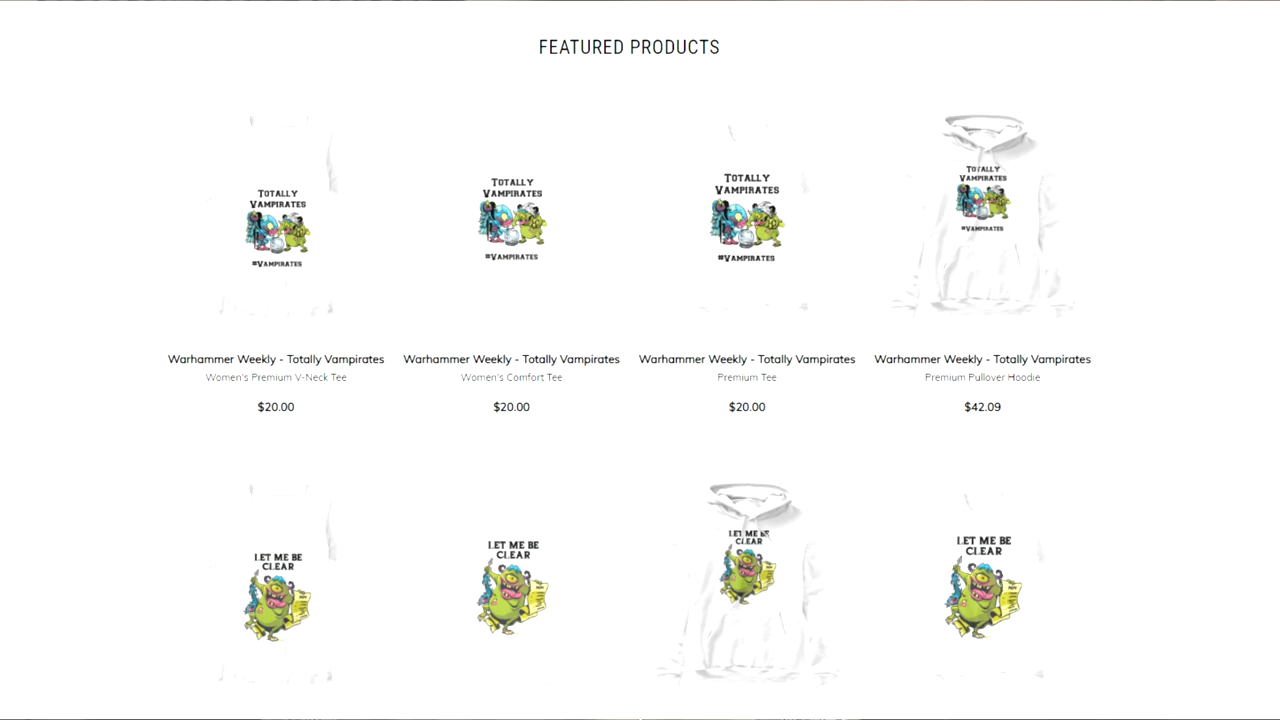 FEATURED PRODUCTS
TOTALLY
VAMPIRATES
#VAMPIRATES
TOTALLY
VAMPIRATES
#VAMPIRATES
TOTALLY
VAMPIRATES
#VAMPIRATES
TOTALLY
VAMPIRATES
#VAMPIRATES
Warhammer Weekly - Totally Vampirates
Women's Premium V-Neck Tee
$20.00
Warhammer Weekly - Totally Vampirates
Women's Comfort Tee
$20.00
Warhammer Weekly - Totally Vampirates
Premium Tee
$20.00
Warhammer Weekly - Totally Vampirates
Premium Pullover Hoodie
$42.09
LET ME BE
CLEAR
LET ME BE
CLEAR
LET ME BE
CLEAR
LET ME BE
CLEAR